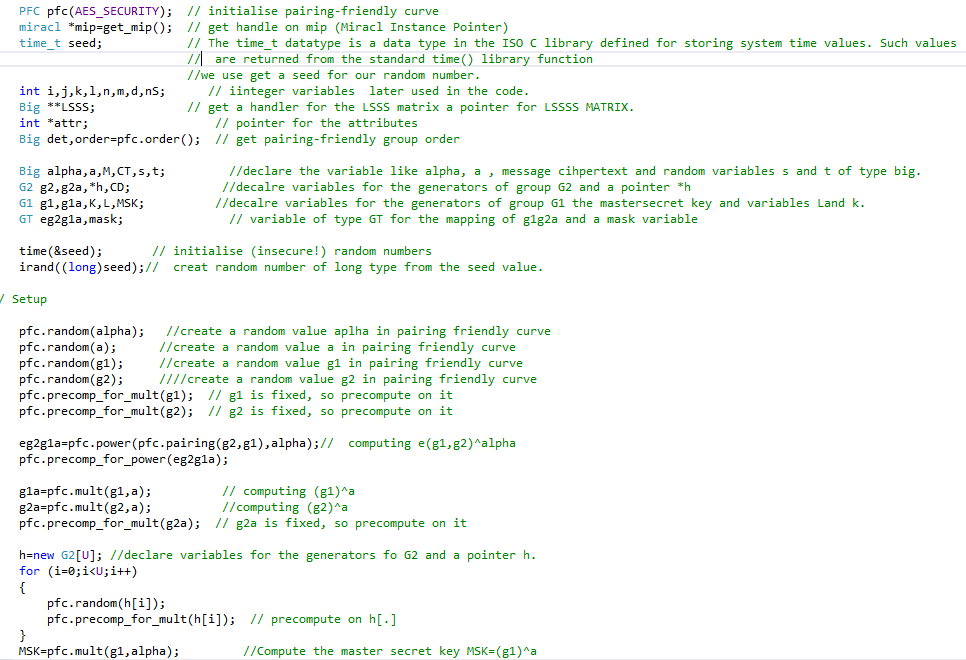 PFC pfc(AES_SECURITY);  // initialise pairing-friendly curve
miracl *mip=get_mip();  // get handle on mip (Miracl Instance Pointer)
time_t seed;            // The time_t datatype is a data type in the ISO C library defined for storing system time values. Such values
                        //  are returned from the standard time() library function
                        //we use get a seed for our random number.
int i,j,k,l,n,m,d,nS;      // iinteger variables  later used in the code.
Big **LSSS;             // get a handler for the LSSS matrix a pointer for LSSSS MATRIX.
int *attr;                  // pointer for the attributes
Big det,order=pfc.order();  // get pairing-friendly group order
Big alpha,a,M,CT,s,t;         //declare the variable like alpha, a , message cihpertext and random variables s and t of type big.
G2 g2,g2a,*h,CD;             //decalre variables for the generators of group G2 and a pointer *h
G1 g1,g1a,K,L,MSK;          //decalre variables for the generators of group G1 the mastersecret key and variables Land k.
GT eg2g1a,mask;               // variable of type GT for the mapping of g1g2a and a mask variable
time(&seed);       // initialise (insecure!) random numbers
irand((long)seed);//  creat random number of long type from the seed value.
/ Setup
pfc.random(alpha);   //create a random value aplha in pairing friendly curve
pfc.random(a);      //create a random value a in pairing friendly curve
pfc.random(g1);     //create a random value g1 in pairing friendly curve
pfc.random(g2);     ////create a random value g2 in pairing friendly curve
pfc.precomp_for_mult(g1);  // g1 is fixed, so precompute on it
pfc.precomp_for_mult(g2);  // g2 is fixed, so precompute on it
eg2g1a=pfc.power(pfc.pairing(g2,g1),alpha);//  computing e(g1,g2)^alpha
pfc.precomp_for_power(eg2g1a);
g1a=pfc.mult(g1,a);          // computing (g1)^a
g2a=pfc.mult(g2,a);          //computing (g2)^a
pfc.precomp_for_mult(g2a);  // g2a is fixed, so precompute on it
h=new G2[U]; //declare variables for the generators fo G2 and a pointer h.
for (i=0;i<U;i++)
{
    pfc.random(h[i]);
    pfc.precomp_for_mult(h[i]);  // precompute on h[.]
}
MSK=pfc.mult(g1,alpha);         //Compute the master secret key MSK=(g1)^a